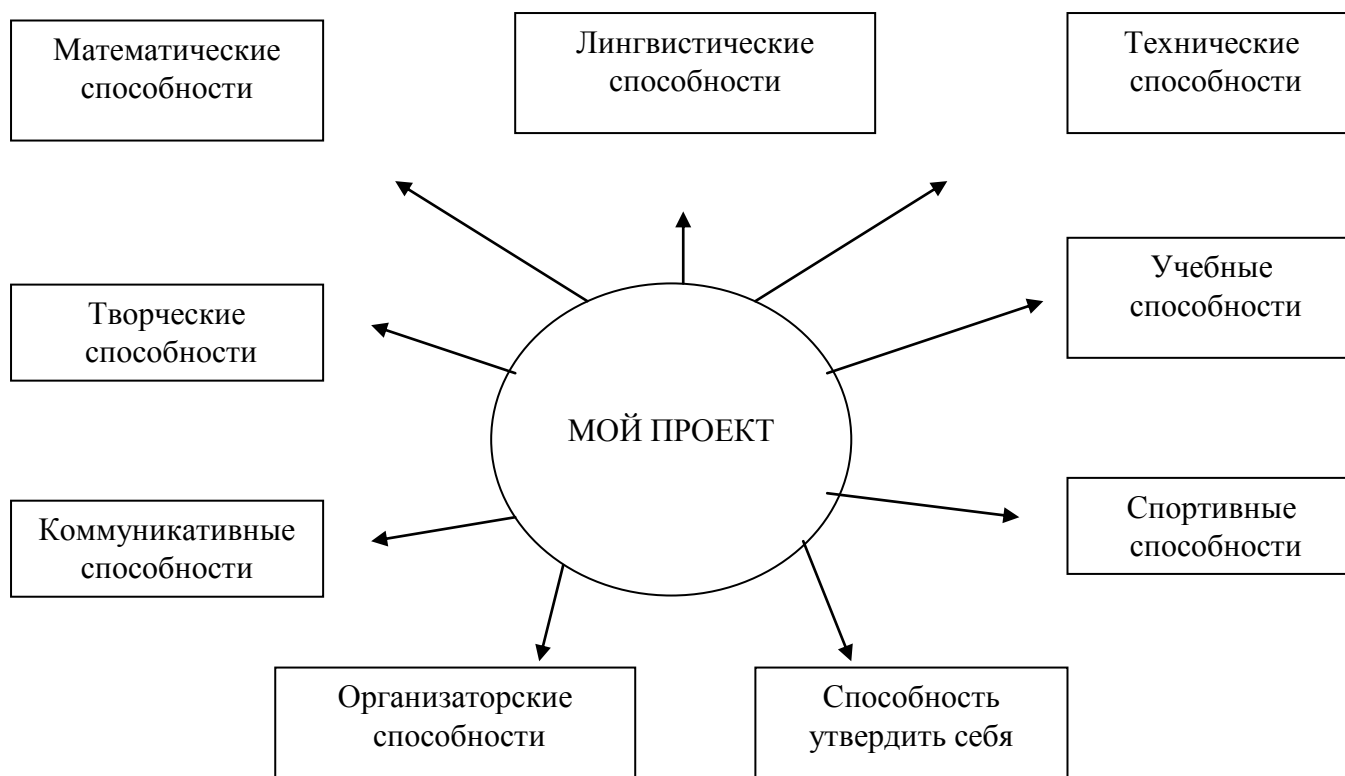 Математические
способности
Лингвистические
способности
Технические
способности
Учебные
способности
Творческие
способности
МОЙ ПРОЕКТ
Коммуникативные
способности
Спортивные
способности
Организаторские
способности
Способность
утвердить себя